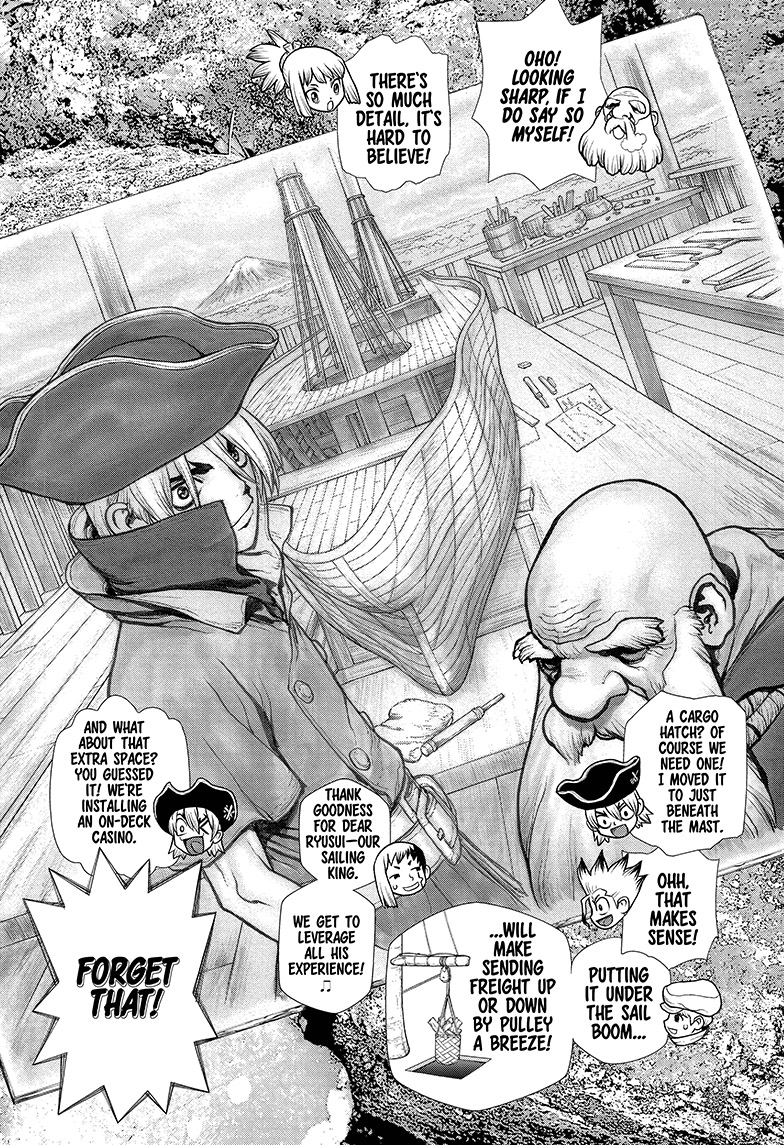 OHO!
LOOKING
SHARP, IF I
DO SAY SO
MYSELF!
THERE'S
SO MUCH
DETAIL, IT'S
HARD TO
BELIEVE!
A CARGO
HATCH? OF
COURSE WE
NEED ONE!
I MOVED IT
TO JUST
BENEATH
THE MAST.
OHH,
THAT
MAKES
SENSE!
PUTTING
IT UNDER
THE SAIL
BOOM...
...WILL
MAKE
SENDING
FREIGHT UP
OR DOWN
BY PULLEY
A BREEZE!
THANK
GOODNESS
FOR DEAR
RYUSUI—OUR
SAILING
KING.
WE GET TO
LEVERAGE
ALL HIS
EXPERIENCE!
♫
AND WHAT
ABOUT THAT
EXTRA SPACE?
YOU GUESSED
IT! WE'RE
INSTALLING
AN ON-DECK
CASINO.
FORGET
THAT!